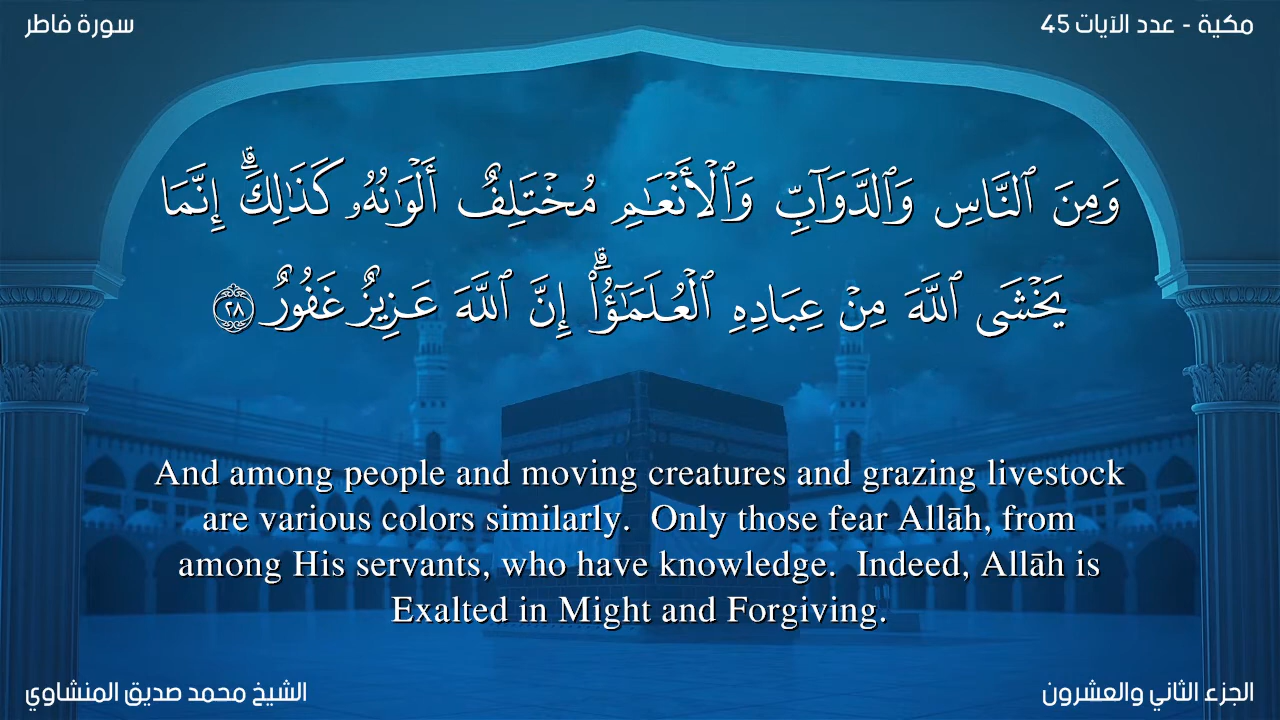 سورة فاطر
مكية - عدد الآيات 45
وَمِنَ ٱلنَّاسِ وَٱلدَّوَآبِّ وَٱلۡأَنۡعَٰمِ مُخۡتَلِفٌ أَلۡوَٰنُهُۥ كَذَٰلِكَۗ إِنَّمَا
يَخۡشَى ٱللَّهَ مِنۡ عِبَادِهِ ٱلۡعُلَمَٰٓؤُاْۗ إِنَّ ٱللَّهَ عَزِيزٌ غَفُورٌ ٢٨
And among people and moving creatures and grazing livestock
are various colors similarly.  Only those fear Allāh, from
among His servants, who have knowledge.  Indeed, Allāh is
Exalted in Might and Forgiving.
الشيخ محمد صديق المنشاوي
الجزء الثاني والعشرون